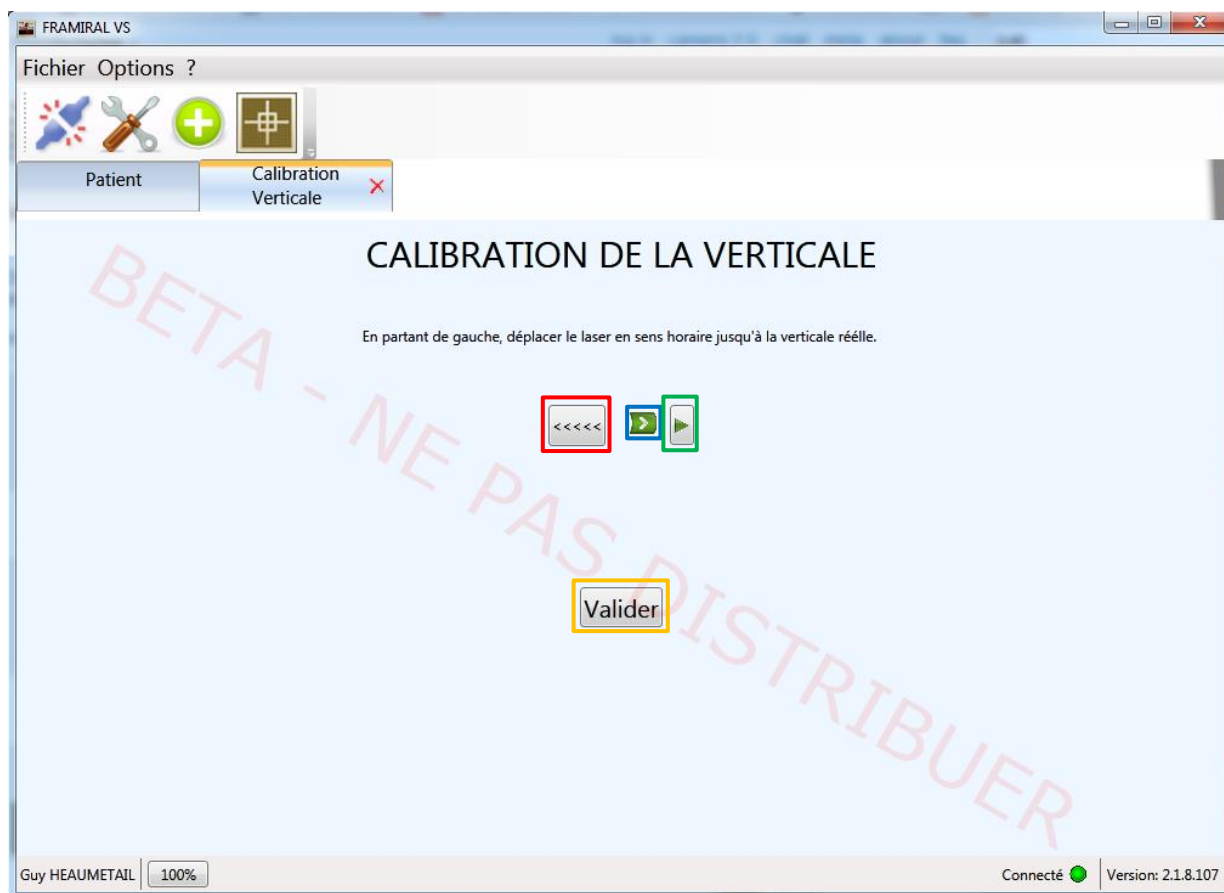 FRAMIRAL VS
Fichier Options ?
Patient
Calibration
Verticale
CALIBRATION DE LA VERTICALE
En partant de gauche, déplacer le laser en sens horaire jusqu'à la verticale réélle.
<<<<<
Valider
BETA - NE PAS DISTRIBUER
Guy HEAUMETAIL 100% Connecté Version: 2.1.8.107